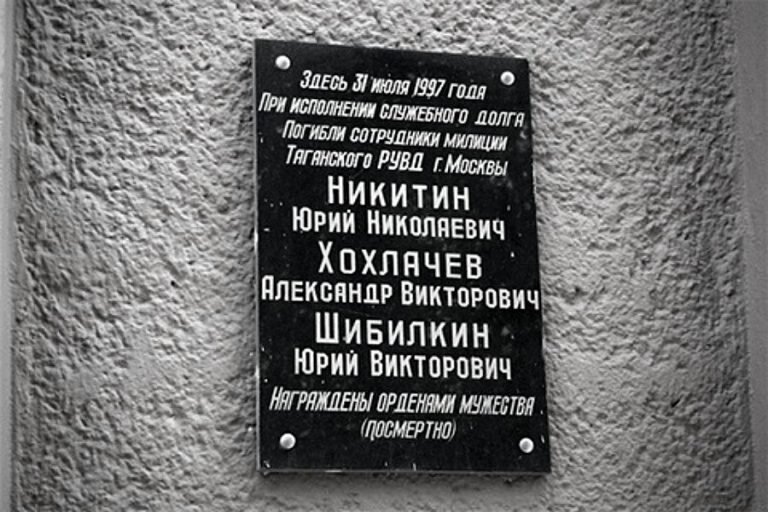 Здесь 31 июля 1997 года
При исполнении служебного долга
Погибли сотрудники милиции
Таганского РУВД г. Москвы
Никитин
Юрий Николаевич
Хохлачев
Александр Викторович
Шибилкин
Юрий Викторович
Награждены орденами мужества
(посмертно)